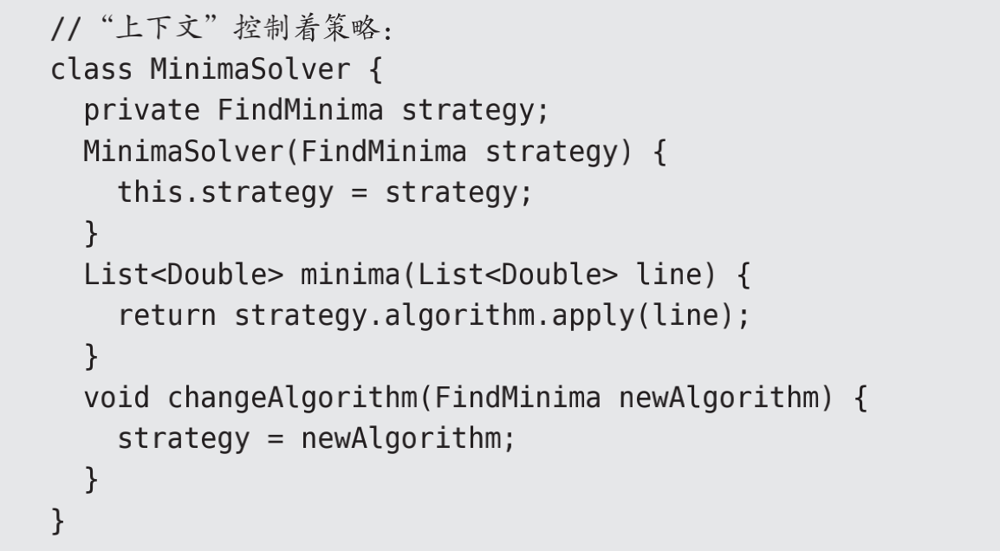 // “上下文”控制着策略：
class MinimaSolver {
  private FindMinima strategy;
  MinimaSolver(FindMinima strategy) {
    this.strategy = strategy;
  }
  List<Double> minima(List<Double> line) {
    return strategy.algorithm.apply(line);
  }
  void changeAlgorithm(FindMinima newAlgorithm) {
    strategy = newAlgorithm;
  }
}